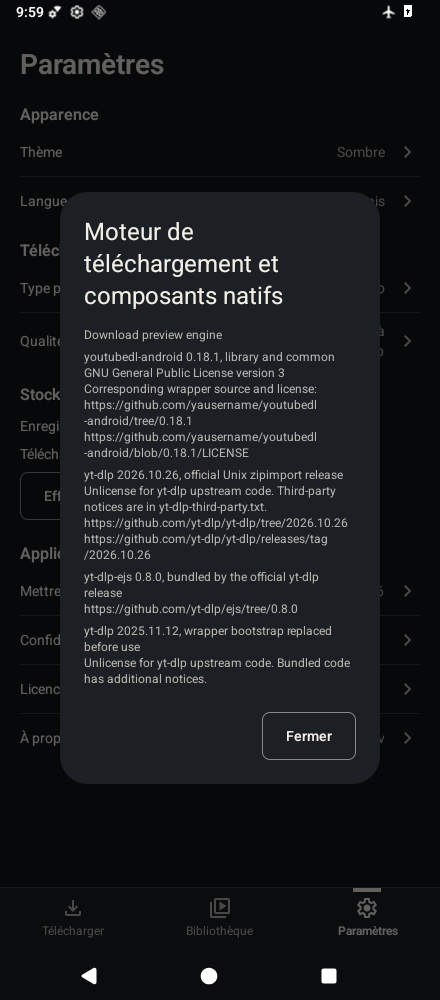 9:59
Paramètres
Apparence
Thème
Sombre
Langue
Moteur de
téléchargement et
composants natifs
Download preview engine
youtubedl-android 0.18.1, library and common
GNU General Public License version 3
Corresponding wrapper source and license:
https://github.com/yausername/youtubedl
-android/tree/0.18.1
https://github.com/yausername/youtubedl
-android/blob/0.18.1/LICENSE
yt-dlp 2026.10.26, official Unix zipimport release
Unlicense for yt-dlp upstream code. Third-party
notices are in yt-dlp-third-party.txt.
https://github.com/yt-dlp/yt-dlp/tree/2026.10.26
https://github.com/yt-dlp/yt-dlp/releases/tag
/2026.10.26
yt-dlp-ejs 0.8.0, bundled by the official yt-dlp
release
https://github.com/yt-dlp/ejs/tree/0.8.0
yt-dlp 2025.11.12, wrapper bootstrap replaced
before use
Unlicense for yt-dlp upstream code. Bundled code
has additional notices.
Fermer
Type p
Qualité
Stock
Enregi
Téléch
Eff
Applic
Mettre
Confid
Licenc
À prop
Télécharger
Bibliothèque
Paramètres